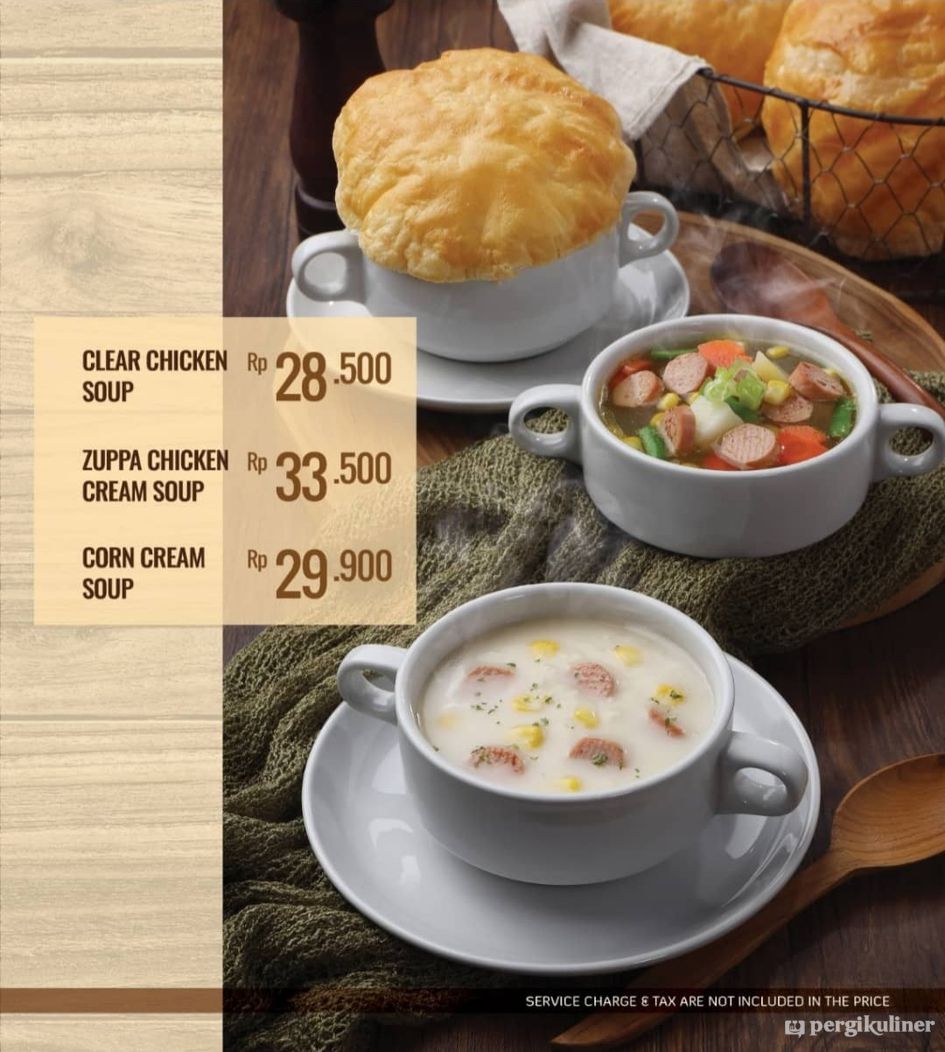 CLEAR CHICKEN Rp 28.500
SOUP
ZUPPA CHICKEN Rp 33.500
CREAM SOUP
CORN CREAM Rp 29.900
SOUP
SERVICE CHARGE & TAX ARE NOT INCLUDED IN THE PRICE
pergikuliner